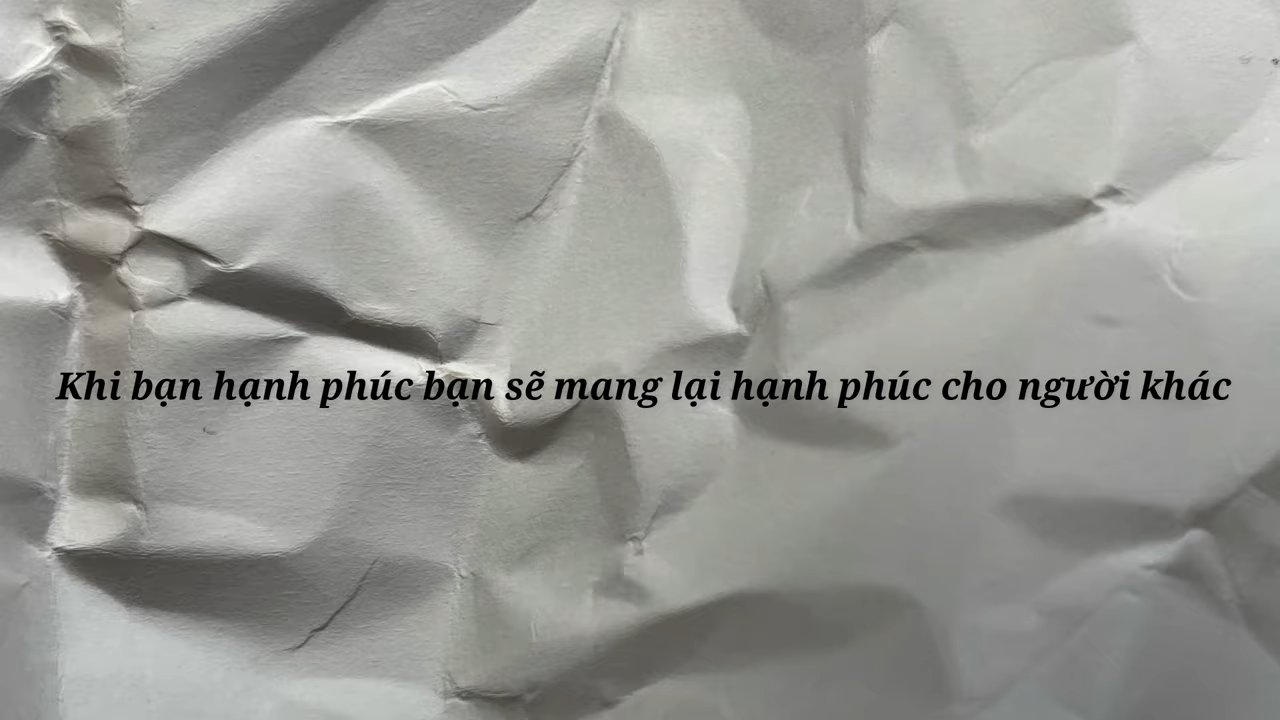 Khi bạn hạnh phúc bạn sẽ mang lại hạnh phúc cho người khác